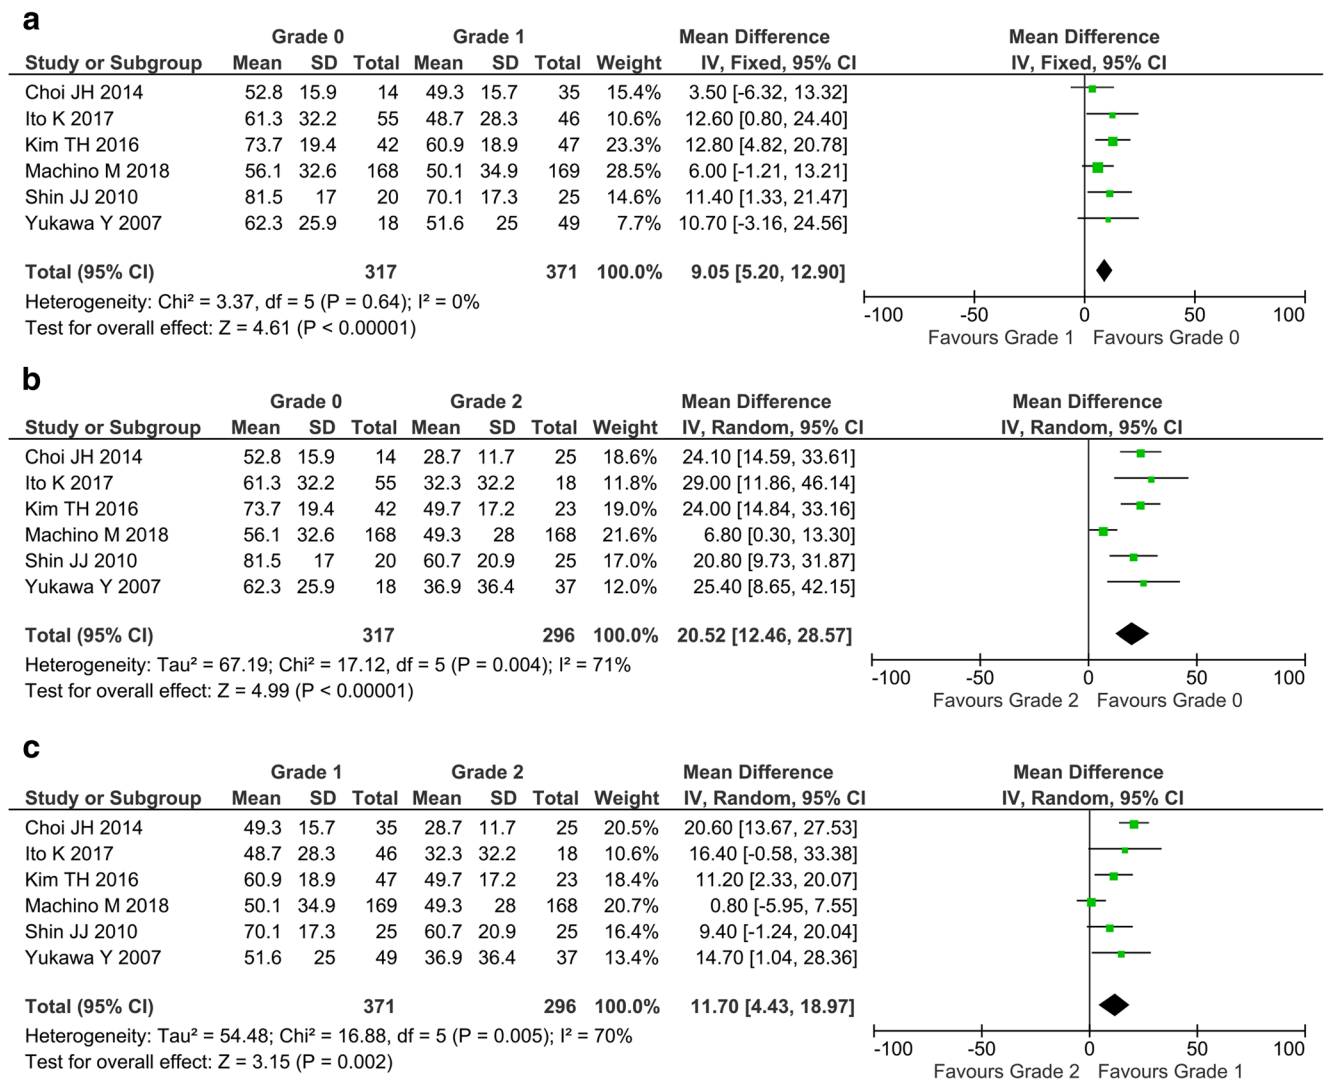 a
Grade 0 Grade 1 Mean Difference Mean Difference
Study or Subgroup Mean SD Total Mean SD Total Weight IV, Fixed, 95% CI IV, Fixed, 95% CI
Choi JH 2014 52.8 15.9 14 49.3 15.7 35 15.4% 3.50 [-6.32, 13.32]
Ito K 2017 61.3 32.2 55 48.7 28.3 46 10.6% 12.60 [0.80, 24.40]
Kim TH 2016 73.7 19.4 42 60.9 18.9 47 23.3% 12.80 [4.82, 20.78]
Machino M 2018 56.1 32.6 168 50.1 34.9 169 28.5% 6.00 [-1.21, 13.21]
Shin JJ 2010 81.5 17 20 70.1 17.3 25 14.6% 11.40 [1.33, 21.47]
Yukawa Y 2007 62.3 25.9 18 51.6 25 49 7.7% 10.70 [-3.16, 24.56]
Total (95% CI) 317 371 100.0% 9.05 [5.20, 12.90]
Heterogeneity: Chi² = 3.37, df = 5 (P = 0.64); I² = 0%
Test for overall effect: Z = 4.61 (P < 0.00001)
-100 -50 0 50 100
Favours Grade 1 Favours Grade 0
b
Grade 0 Grade 2 Mean Difference Mean Difference
Study or Subgroup Mean SD Total Mean SD Total Weight IV, Random, 95% CI IV, Random, 95% CI
Choi JH 2014 52.8 15.9 14 28.7 11.7 25 18.6% 24.10 [14.59, 33.61]
Ito K 2017 61.3 32.2 55 32.3 32.2 18 11.8% 29.00 [11.86, 46.14]
Kim TH 2016 73.7 19.4 42 49.7 17.2 23 19.0% 24.00 [14.84, 33.16]
Machino M 2018 56.1 32.6 168 49.3 28 168 21.6% 6.80 [0.30, 13.30]
Shin JJ 2010 81.5 17 20 60.7 20.9 25 17.0% 20.80 [9.73, 31.87]
Yukawa Y 2007 62.3 25.9 18 36.9 36.4 37 12.0% 25.40 [8.65, 42.15]
Total (95% CI) 317 296 100.0% 20.52 [12.46, 28.57]
Heterogeneity: Tau² = 67.19; Chi² = 17.12, df = 5 (P = 0.004); I² = 71%
Test for overall effect: Z = 4.99 (P < 0.00001)
-100 -50 0 50 100
Favours Grade 2 Favours Grade 0
c
Grade 1 Grade 2 Mean Difference Mean Difference
Study or Subgroup Mean SD Total Mean SD Total Weight IV, Random, 95% CI IV, Random, 95% CI
Choi JH 2014 49.3 15.7 35 28.7 11.7 25 20.5% 20.60 [13.67, 27.53]
Ito K 2017 48.7 28.3 46 32.3 32.2 18 10.6% 16.40 [-0.58, 33.38]
Kim TH 2016 60.9 18.9 47 49.7 17.2 23 18.4% 11.20 [2.33, 20.07]
Machino M 2018 50.1 34.9 169 49.3 28 168 20.7% 0.80 [-5.95, 7.55]
Shin JJ 2010 70.1 17.3 25 60.7 20.9 25 16.4% 9.40 [-1.24, 20.04]
Yukawa Y 2007 51.6 25 49 36.9 36.4 37 13.4% 14.70 [1.04, 28.36]
Total (95% CI) 371 296 100.0% 11.70 [4.43, 18.97]
Heterogeneity: Tau² = 54.48; Chi² = 16.88, df = 5 (P = 0.005); I² = 70%
Test for overall effect: Z = 3.15 (P = 0.002)
-100 -50 0 50 100
Favours Grade 2 Favours Grade 1